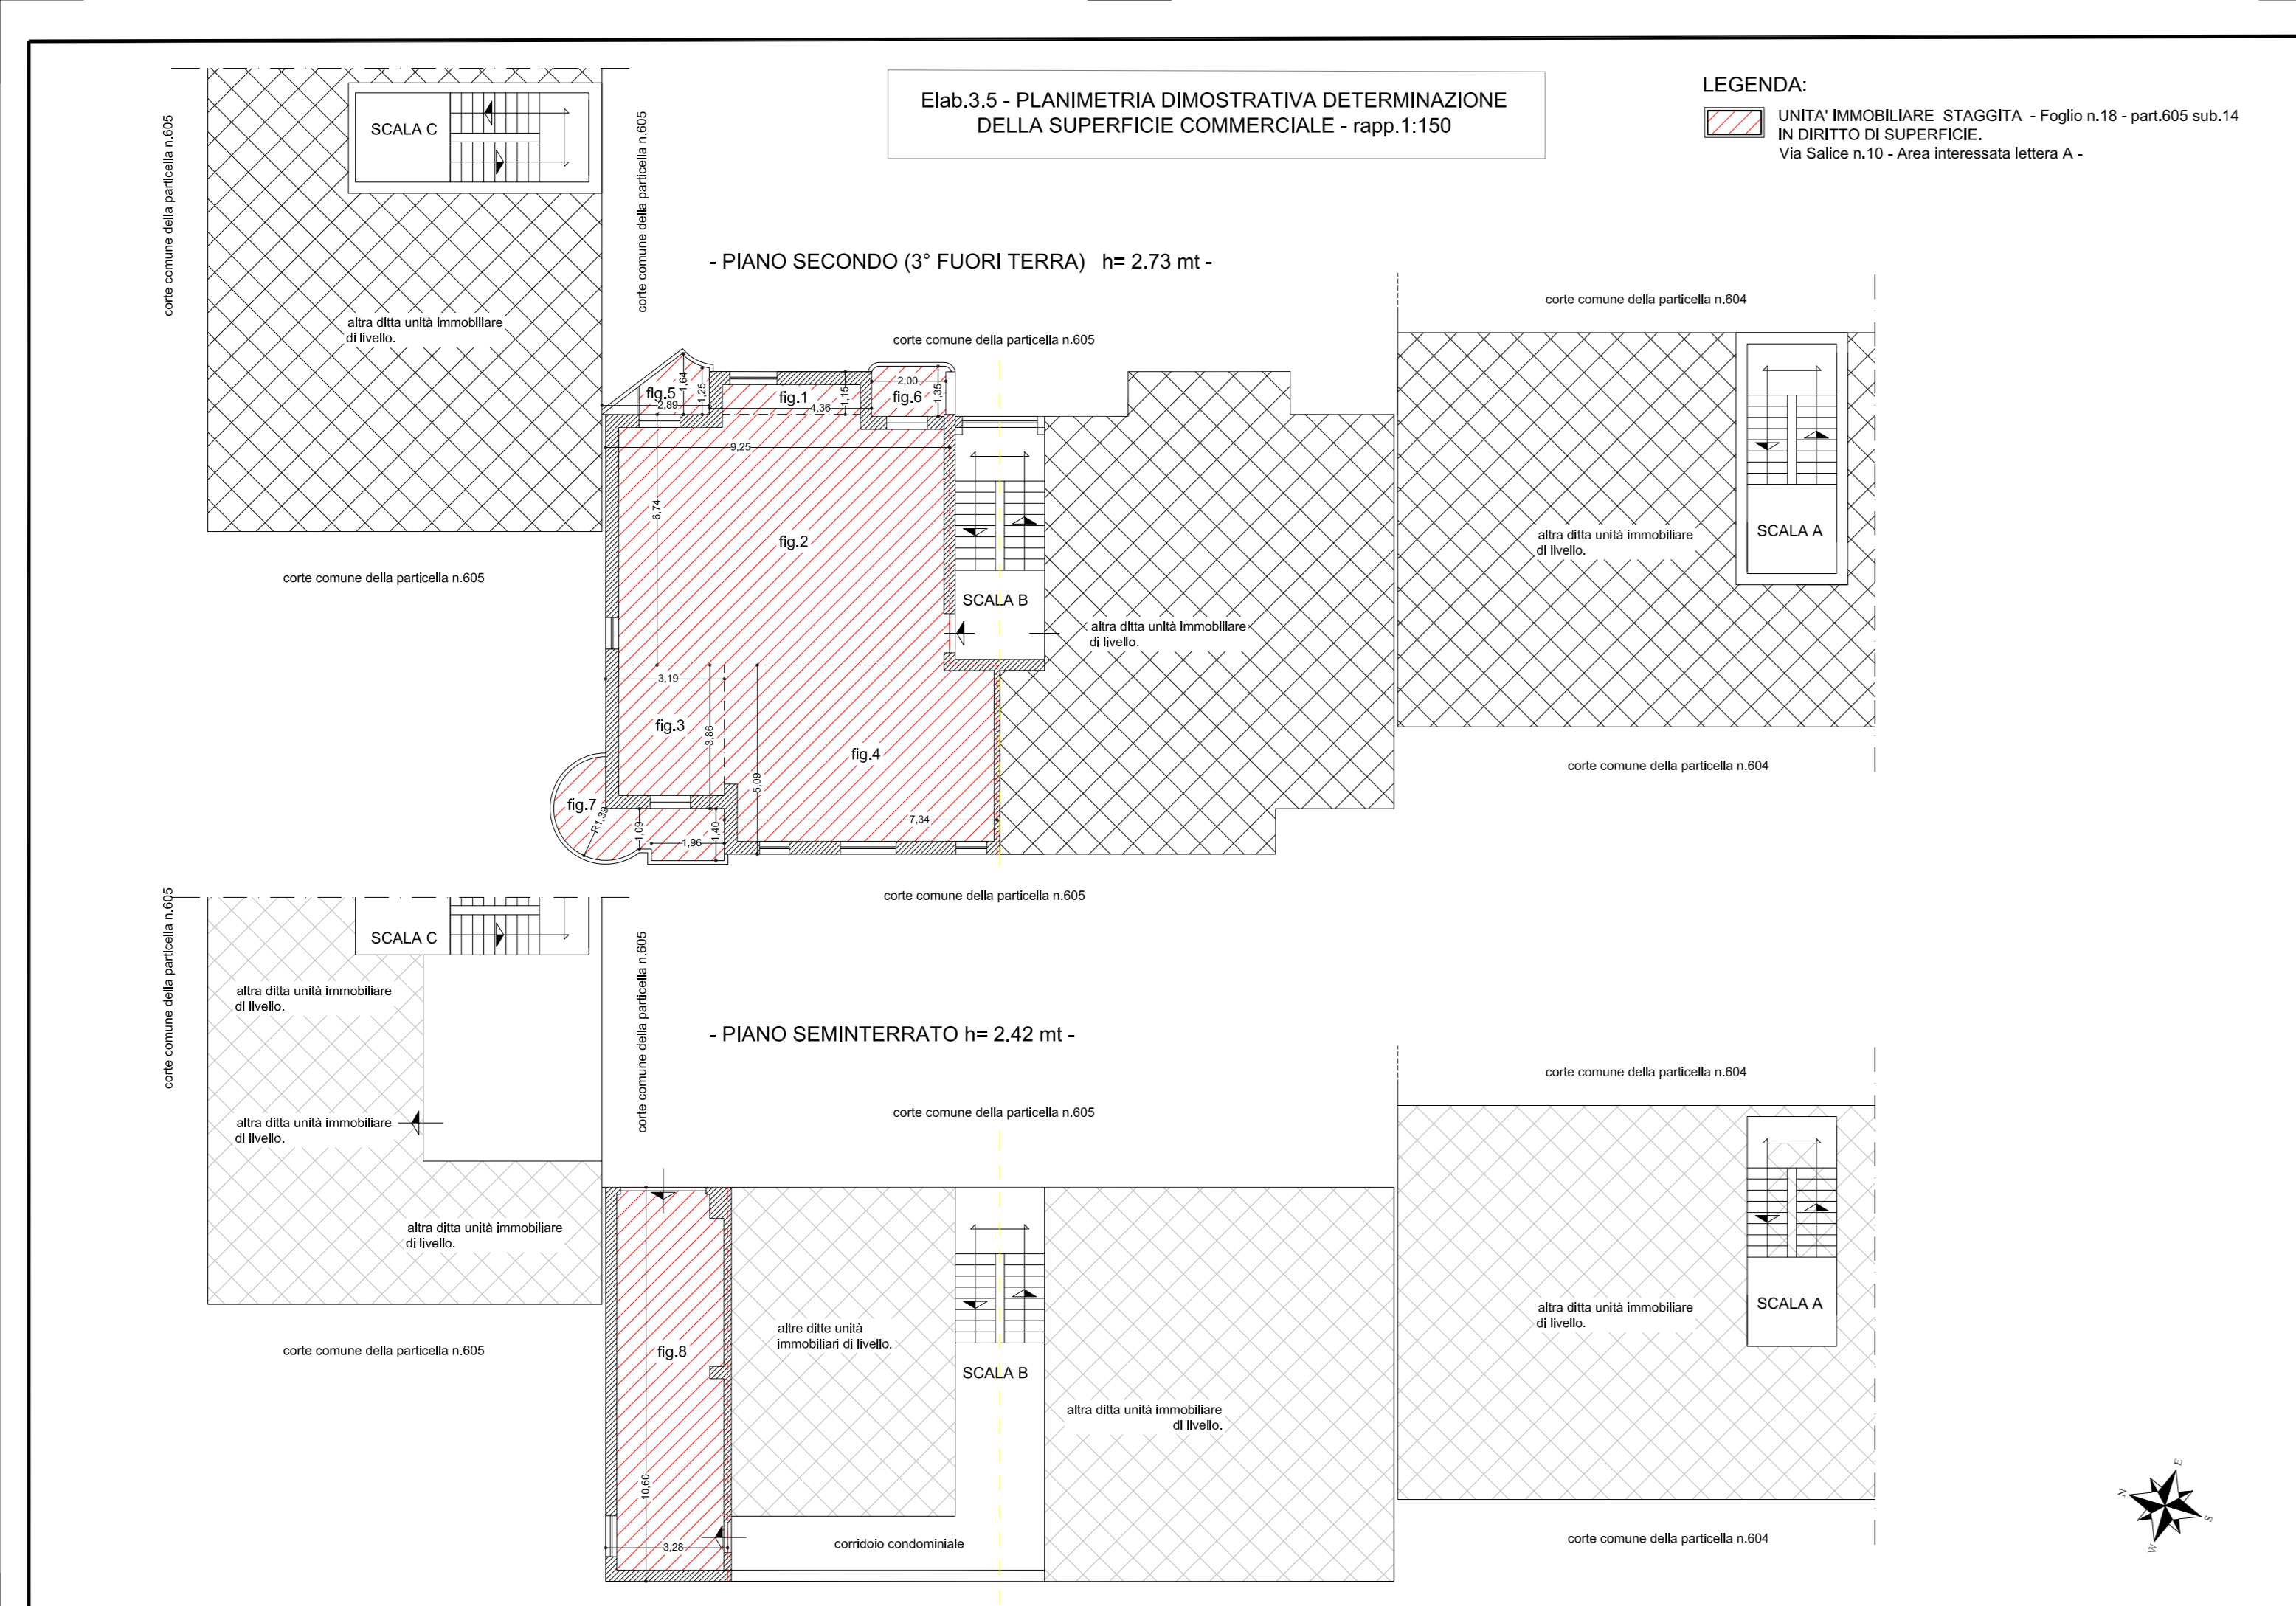 Elab.3.5 - PLANIMETRIA DIMOSTRATIVA DETERMINAZIONE
DELLA SUPERFICIE COMMERCIALE - rapp.1:150
LEGENDA:
UNITA' IMMOBILIARE STAGGITA - Foglio n.18 - part.605 sub.14
IN DIRITTO DI SUPERFICIE.
Via Salice n.10 - Area interessata lettera A -
SCALA C
corte comune della particella n.605
corte comune della particella n.605
altra ditta unità immobiliare
di livello.
corte comune della particella n.605
- PIANO SECONDO (3° FUORI TERRA) h= 2.73 mt -
corte comune della particella n.605
corte comune della particella n.604
fig.5
1,64
1,25
2,89
fig.1
4,36
1,15
2,00
fig.6
1,35
9,25
6,74
fig.2
SCALA B
altra ditta unità immobiliare
di livello.
altra ditta unità immobiliare
di livello.
SCALA A
3,19
fig.3
3,86
fig.4
5,09
corte comune della particella n.604
fig.7
R1,39
1,09
1,96
1,40
7,34
corte comune della particella n.605
corte comune della particella n.605
SCALA C
corte comune della particella n.605
altra ditta unità immobiliare
di livello.
altra ditta unità immobiliare
di livello.
altra ditta unità immobiliare
di livello.
corte comune della particella n.605
- PIANO SEMINTERRATO h= 2.42 mt -
corte comune della particella n.605
corte comune della particella n.604
fig.8
altre ditte unità
immobiliari di livello.
SCALA B
altra ditta unità immobiliare
di livello.
altra ditta unità immobiliare
di livello.
SCALA A
10,60
3,28
corridoio condominiale
corte comune della particella n.604
E
N
S
W